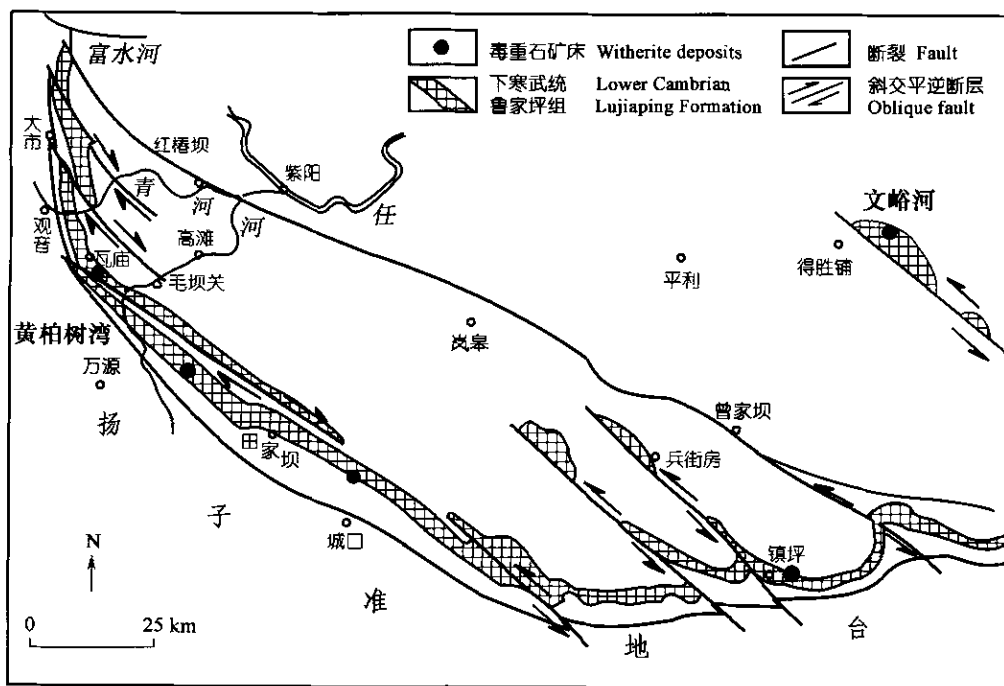 富水河
毒重石矿床 Witherite deposits
断裂 Fault
下寒武统 Lower Cambrian
鲁家坪组 Lujiaping Formation
斜交平逆断层
Oblique fault
大市
红椿坝
紫阳
青
河
任
河
文峪河
观音
高滩
瓦庙
毛坝关
平利
得胜铺
黄柏树湾
岚皋
万源
扬
曾家坝
田家坝
兵街房
子
城口
镇坪
N
准
地
台
0 25 km